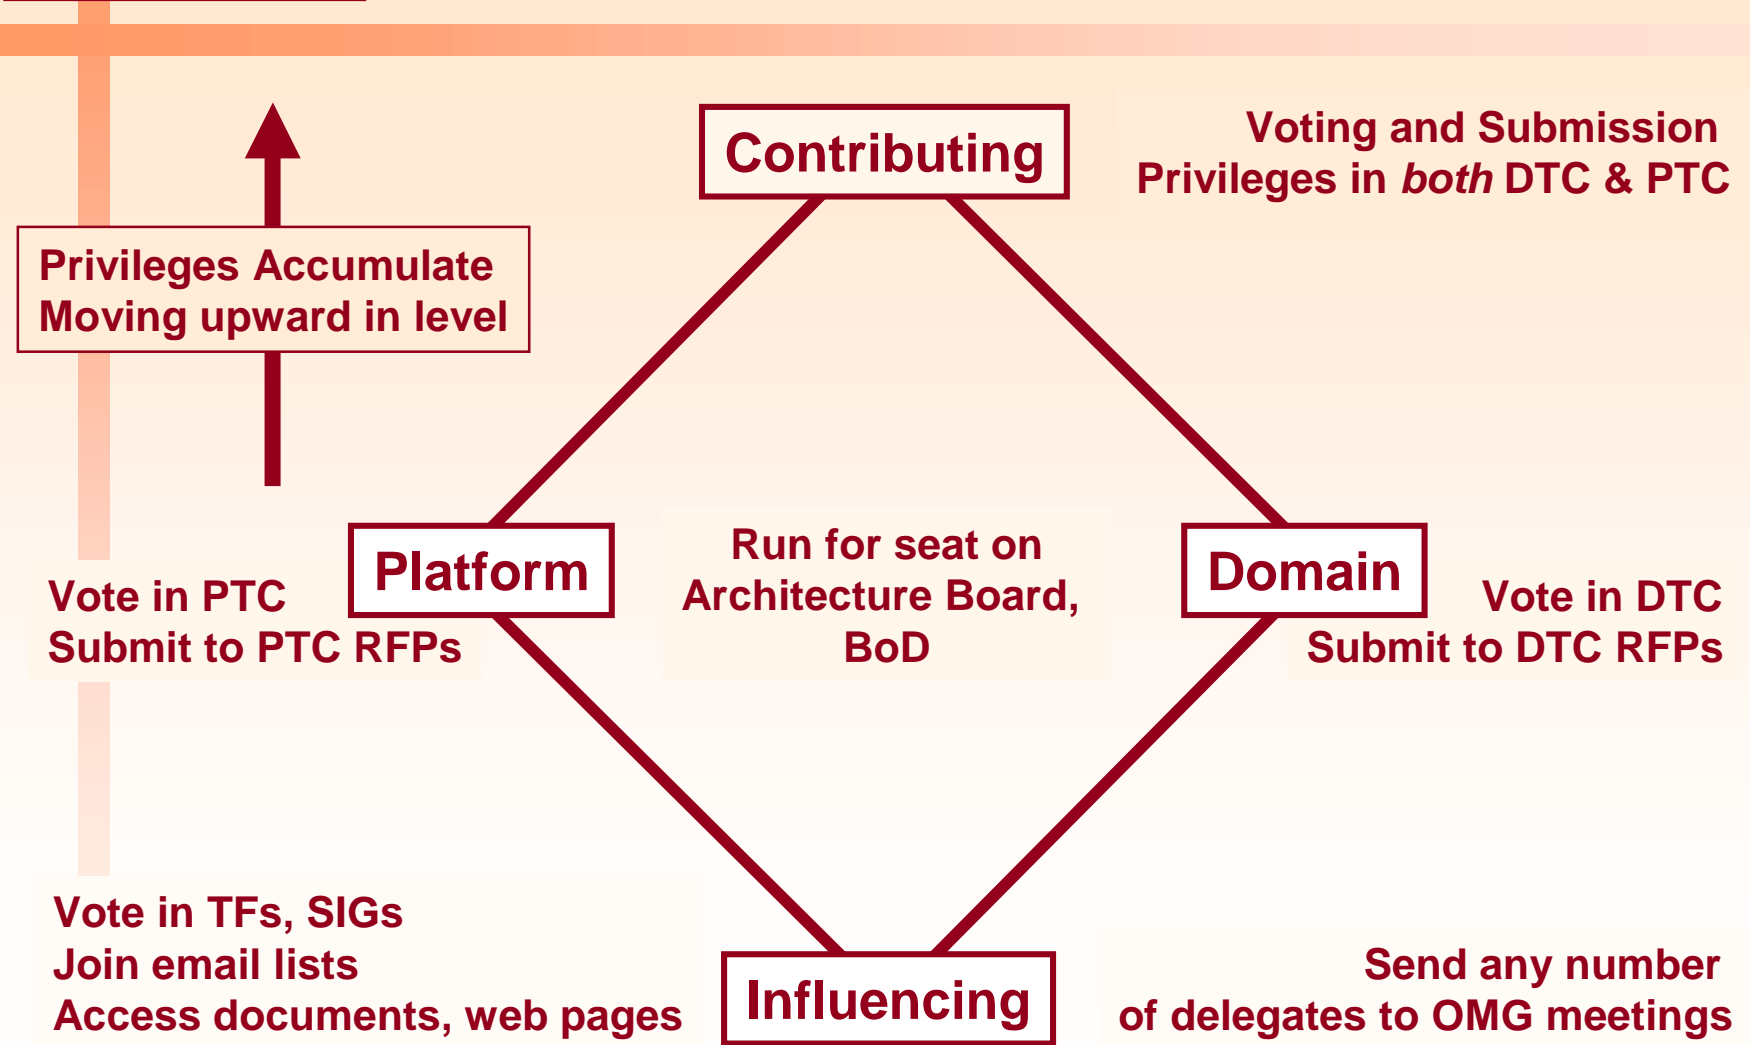 Contributing
Voting and Submission
Privileges in both DTC & PTC
Privileges Accumulate
Moving upward in level
Platform
Vote in PTC
Submit to PTC RFPs
Run for seat on
Architecture Board,
BoD
Domain
Vote in DTC
Submit to DTC RFPs
Vote in TFs, SIGs
Join email lists
Access documents, web pages
Influencing
Send any number
of delegates to OMG meetings